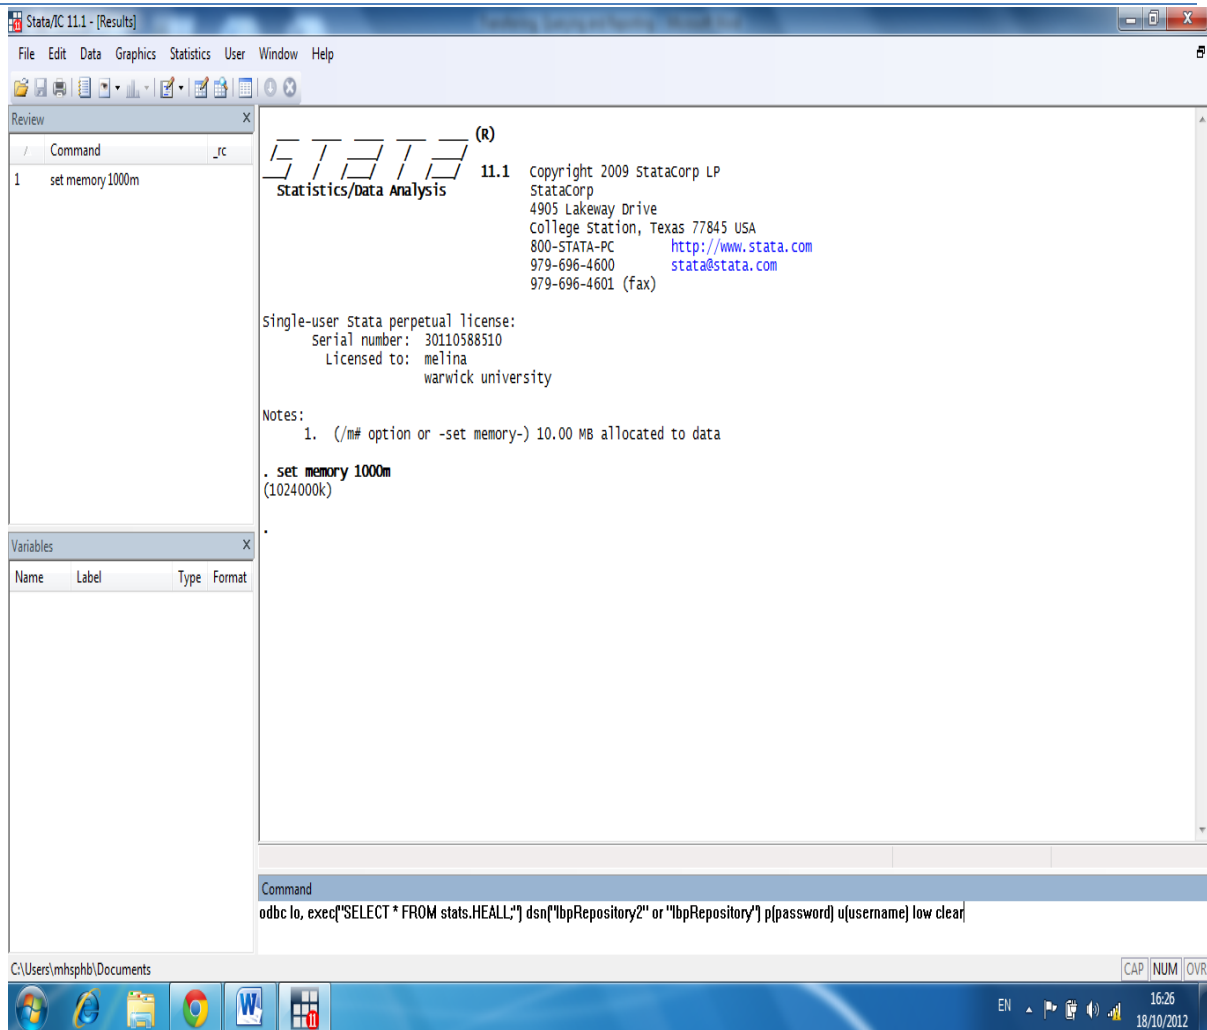 Stata/IC 11.1 - [Results]
File Edit Data Graphics Statistics User Window Help
Review X
/ Command _rc
1 set memory 1000m
Variables X
Name Label Type Format
(R)
STATA
11.1 Copyright 2009 StataCorp LP
Statistics/Data Analysis StataCorp
4905 Lakeway Drive
College Station, Texas 77845 USA
800-STATA-PC http://www.stata.com
979-696-4600 stata@stata.com
979-696-4601 (fax)
Single-user Stata perpetual license:
Serial number: 30110588510
Licensed to: melina
warwick university
Notes:
1. (/m# option or -set memory-) 10.00 MB allocated to data
. set memory 1000m
(1024000k)
.
Command
odbc lo, exec("SELECT * FROM stats.HEALL;") dsn("lbpRepository2" or "lbpRepository") p(password) u(username) low clear
C:\Users\mhsphb\Documents
CAP NUM OVR
EN
16:26
18/10/2012